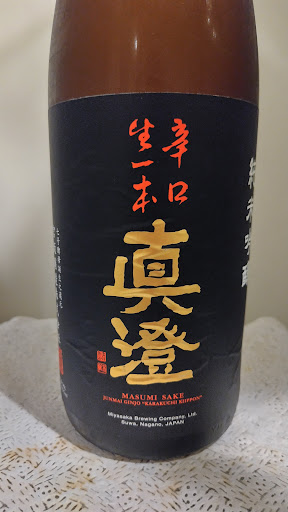 辛口
生一本
真澄
純米吟醸
MASUMI SAKE
JUNMAI GINJO "KARAKUCHI KIIPPON"
Miyasaka Brewing Company, Ltd.
Suwa, Nagano, JAPAN